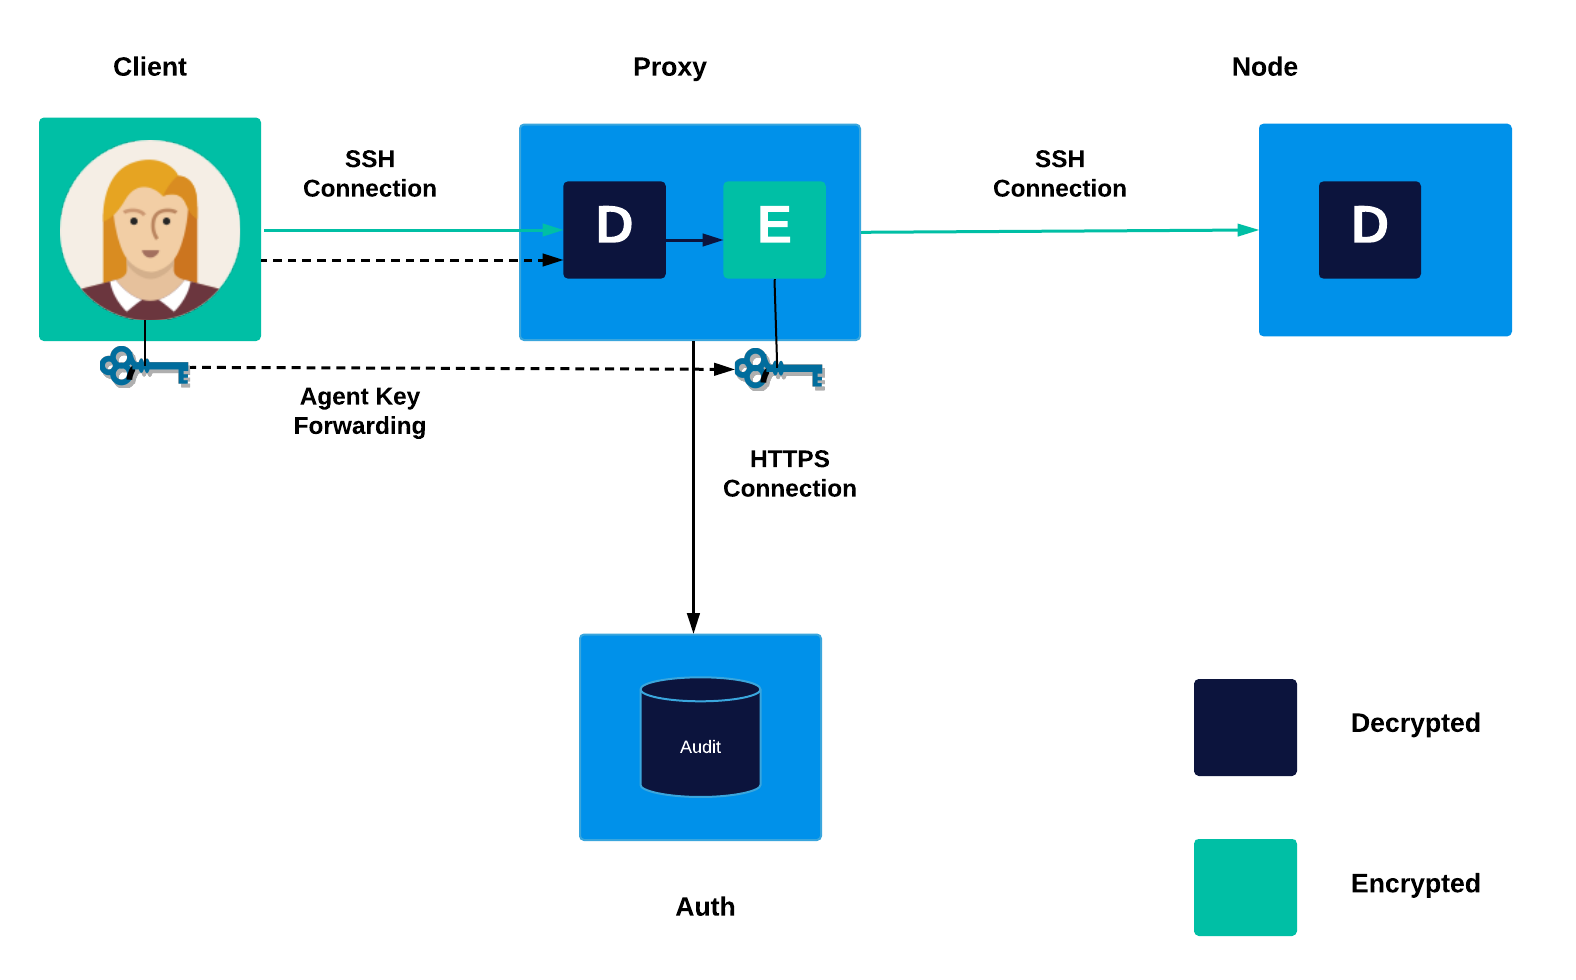 Client
Proxy
Node
SSH
Connection
SSH
Connection
D
E
D
Agent Key
Forwarding
HTTPS
Connection
Audit
Auth
Decrypted
Encrypted